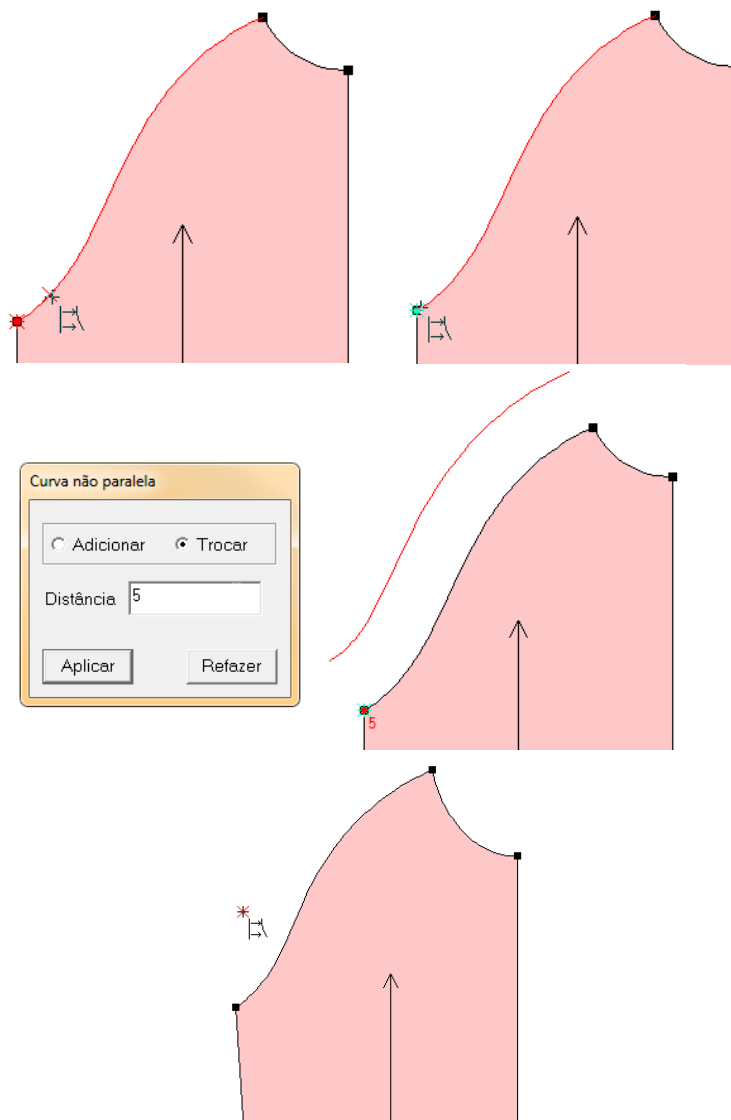 Curva não paralela
Adicionar Trocar
Distância 5
Aplicar Refazer
5